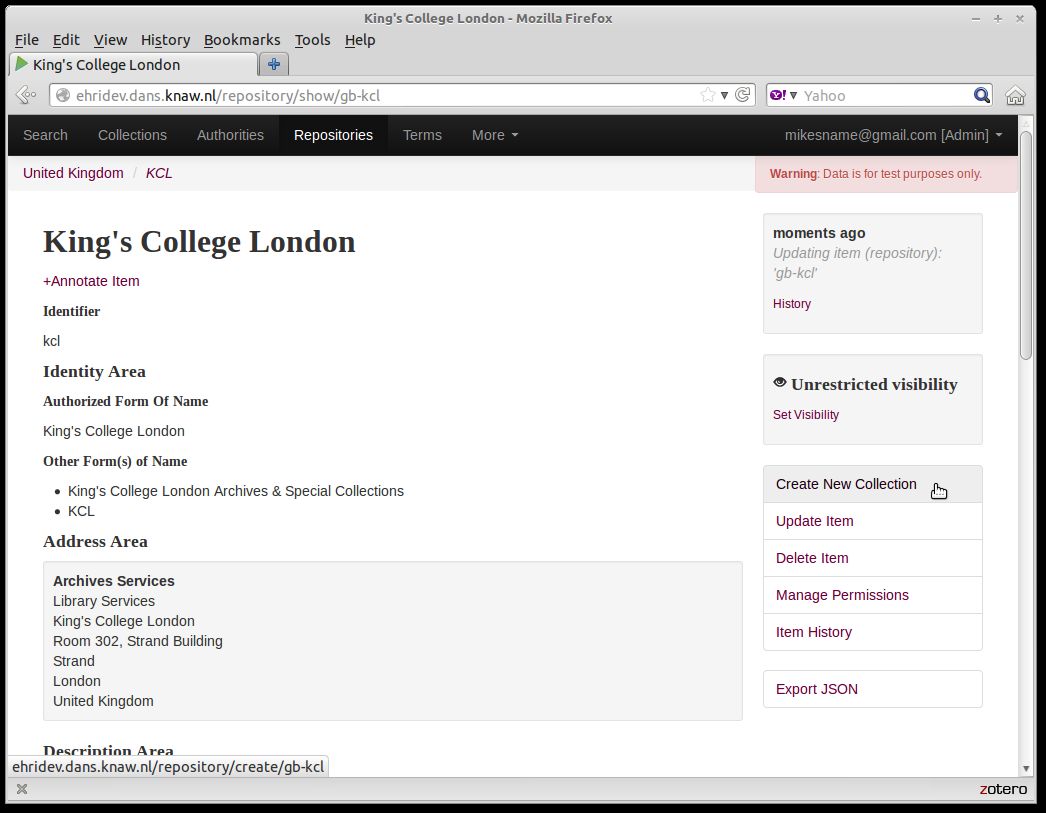 King's College London - Mozilla Firefox
File Edit View History Bookmarks Tools Help
King's College London
ehridev.dans.knaw.nl/repository/show/gb-kcl
Yahoo
Search Collections Authorities Repositories Terms More mikesname@gmail.com [Admin]
United Kingdom / KCL
Warning: Data is for test purposes only.
King's College London
+Annotate Item
Identifier
kcl
Identity Area
Authorized Form Of Name
King's College London
Other Form(s) of Name
King's College London Archives & Special Collections
KCL
Address Area
Archives Services
Library Services
King's College London
Room 302, Strand Building
Strand
London
United Kingdom
Description Area
moments ago
Updating item (repository):
'gb-kcl'
History
Unrestricted visibility
Set Visibility
Create New Collection
Update Item
Delete Item
Manage Permissions
Item History
Export JSON
ehridev.dans.knaw.nl/repository/create/gb-kcl
zotero